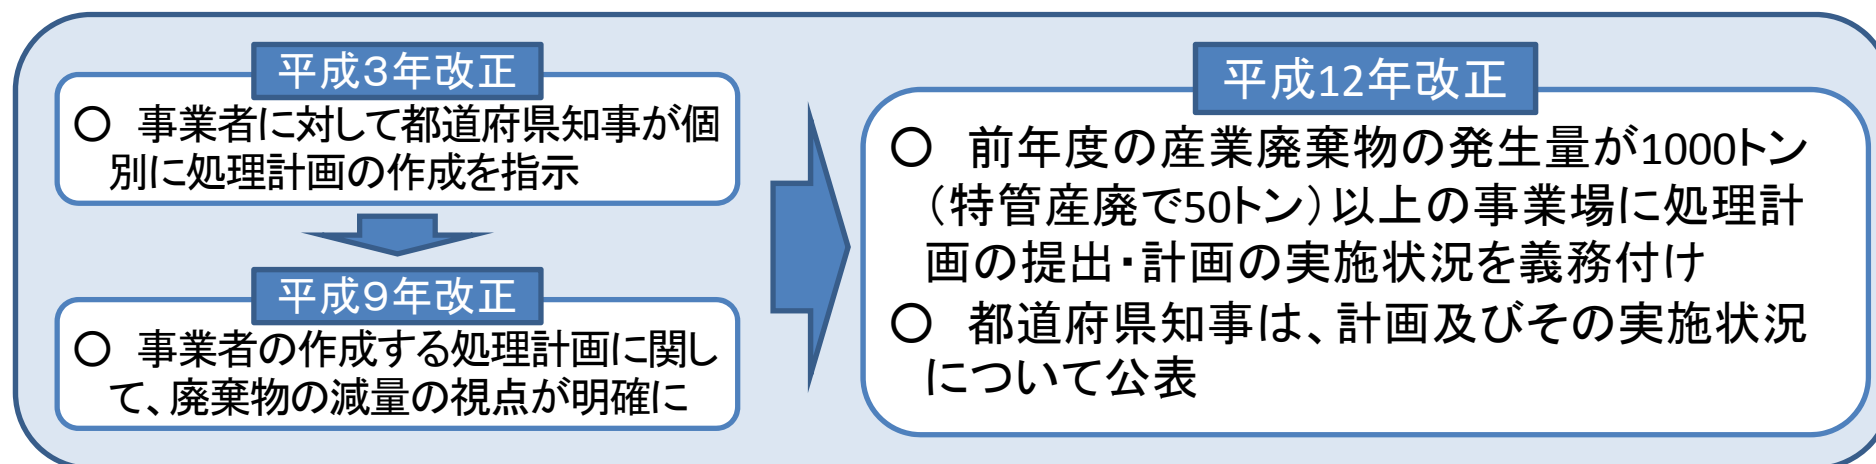 平成３年改正
○　事業者に対して都道府県知事が個
別に処理計画の作成を指示
平成９年改正
○　事業者の作成する処理計画に関し
て、廃棄物の減量の視点が明確に
平成12年改正
○　前年度の産業廃棄物の発生量が1000トン
（特管産廃で50トン）以上の事業場に処理計
画の提出・計画の実施状況を義務付け
○　都道府県知事は、計画及びその実施状況
について公表